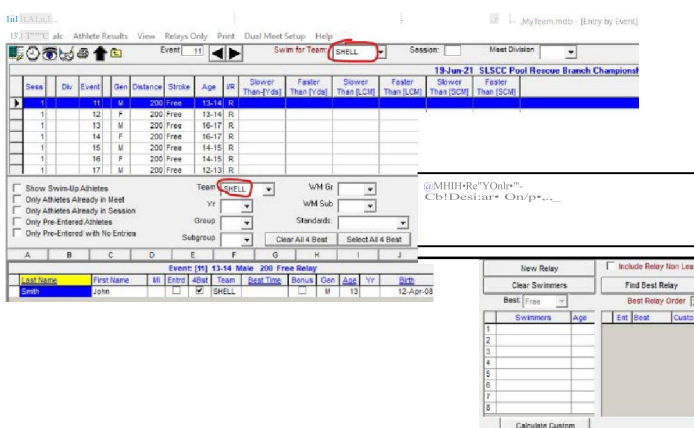 ,MyTeam.mdb - [Entry by Event]
alc Athlete Results View Relays Only Print Dual Meet Setup Help
Event: 11 Swim for Team: SHELL Session: Meet Division
19-Jun-21 SLSCC Pool Rescue Branch Championsh
Sess Div Event Gen Distance Stroke Age I/R Slower Than-[Yds] Faster Than [Yds] Slower Than [LCM] Faster Than [LCM] Slower Than [SCM] Faster Than [SCM]
1 11 M 200 Free 13-14 R
1 12 F 200 Free 13-14 R
1 13 M 200 Free 16-17 R
1 14 F 200 Free 16-17 R
1 15 M 200 Free 14-15 R
1 16 F 200 Free 14-15 R
1 17 M 200 Free 12-13 R
Show Swim-Up Athletes Team SHELL WM Gr
Only Athletes Already in Meet Yr WM Sub
Only Athletes Already in Session
Only Pre-Entered Athletes Group Standards:
Only Pre-Entered with No Entries Subgroup Clear All 4 Best Select All 4 Best
A B C D E F G H I J
Event: [11] 13-14 Male 200 Free Relay
Last Name First Name MI Entrd 4Bst Team Best Time Bonus Gen Age Yr Birth
Smith John SHELL M 13 12-Apr-08
@MHIH•Re"YOnlr•'"-
Cb!Desi:ar• On/p•,.,._
New Relay Include Relay Non Lea
Clear Swimmers Find Best Relay
Best: Free Best Relay Order
Swimmers Age Ent Best Custo
1
2
3
4
5
6
7
8
Calculate Custom